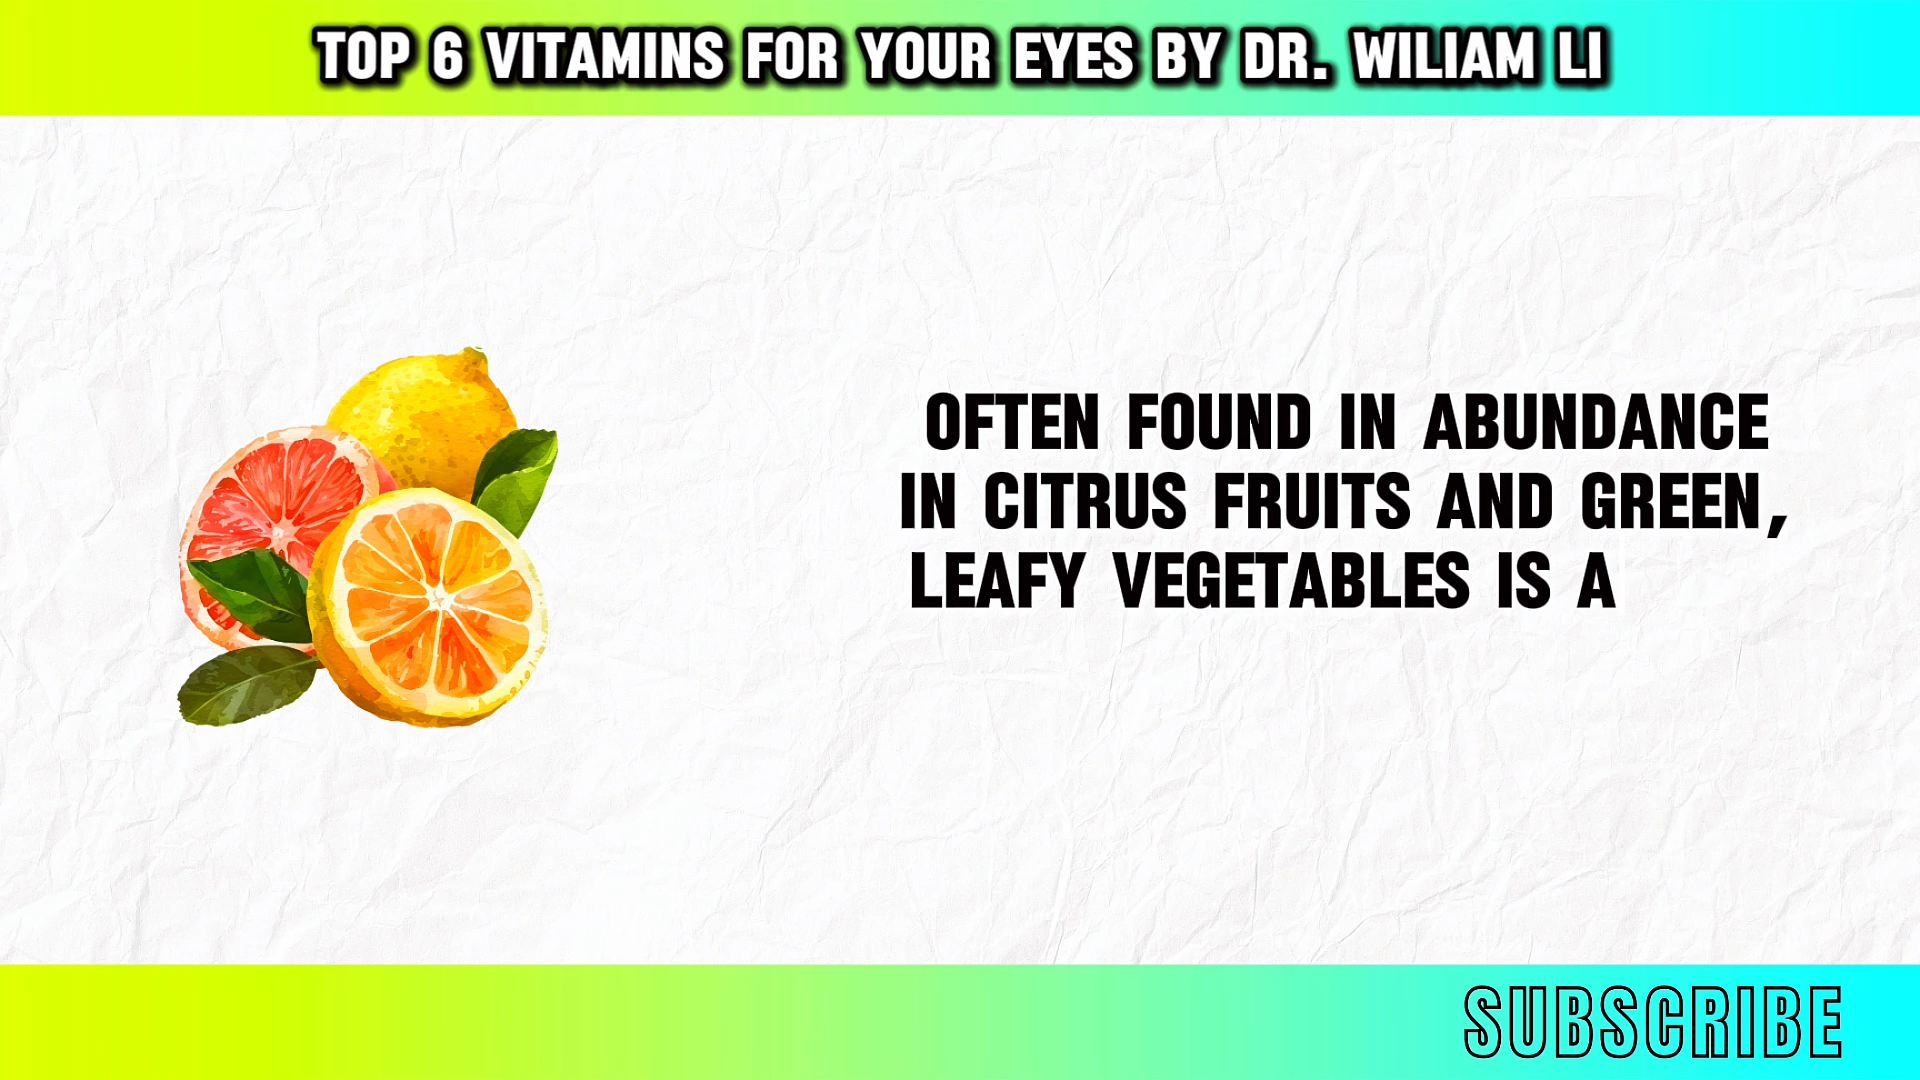 TOP 6 VITAMINS FOR YOUR EYES BY DR. WILIAM LI
OFTEN FOUND IN ABUNDANCE
IN CITRUS FRUITS AND GREEN,
LEAFY VEGETABLES IS A
SUBSCRIBE